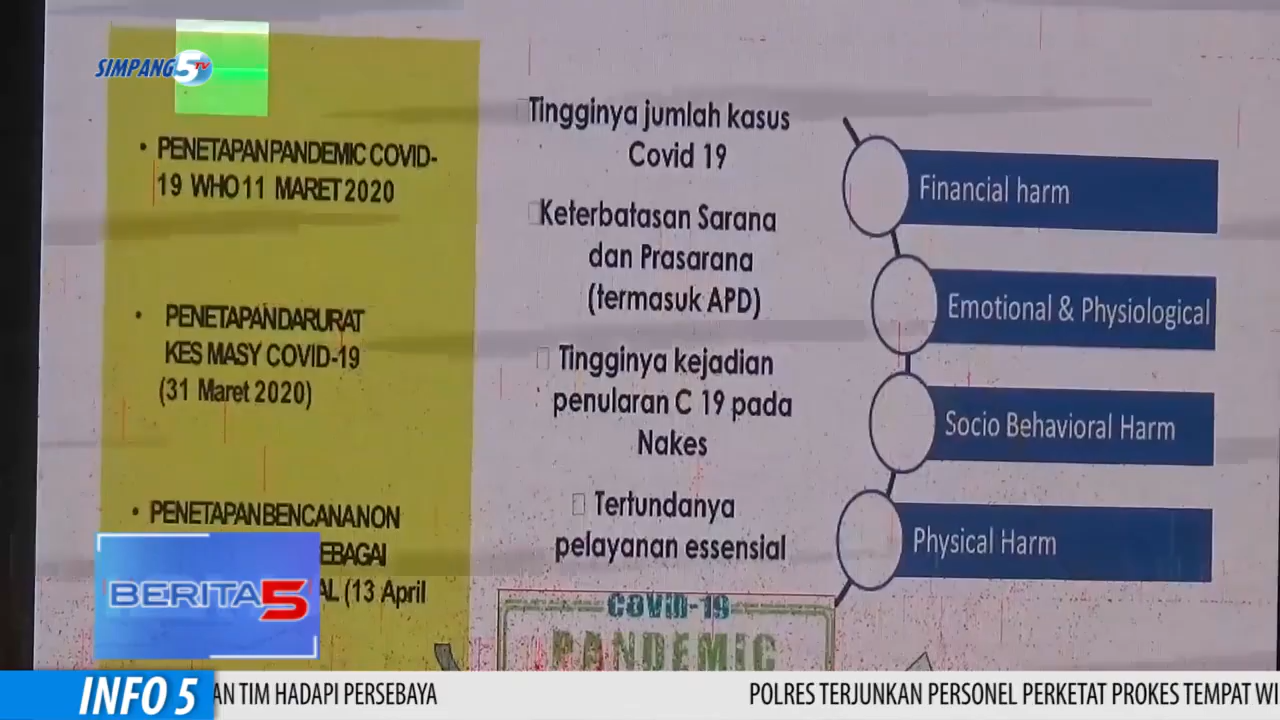 SIMPANG5 TV
• PENETAPAN PANDEMIC COVID-
19 WHO 11 MARET 2020
• PENETAPAN DARURAT
KES MASY COVID-19
(31 Maret 2020)
• PENETAPAN BENCANA NON
EBAGAI
AL (13 April
Tingginya jumlah kasus
Covid 19
Keterbatasan Sarana
dan Prasarana
(termasuk APD)
Tingginya kejadian
penularan C 19 pada
Nakes
Tertundanya
pelayanan essensial
COVID-19
PANDEMIC
Financial harm
Emotional & Physiological
Socio Behavioral Harm
Physical Harm
BERITA5
INFO 5
AN TIM HADAPI PERSEBAYA
POLRES TERJUNKAN PERSONEL PERKETAT PROKES TEMPAT WI